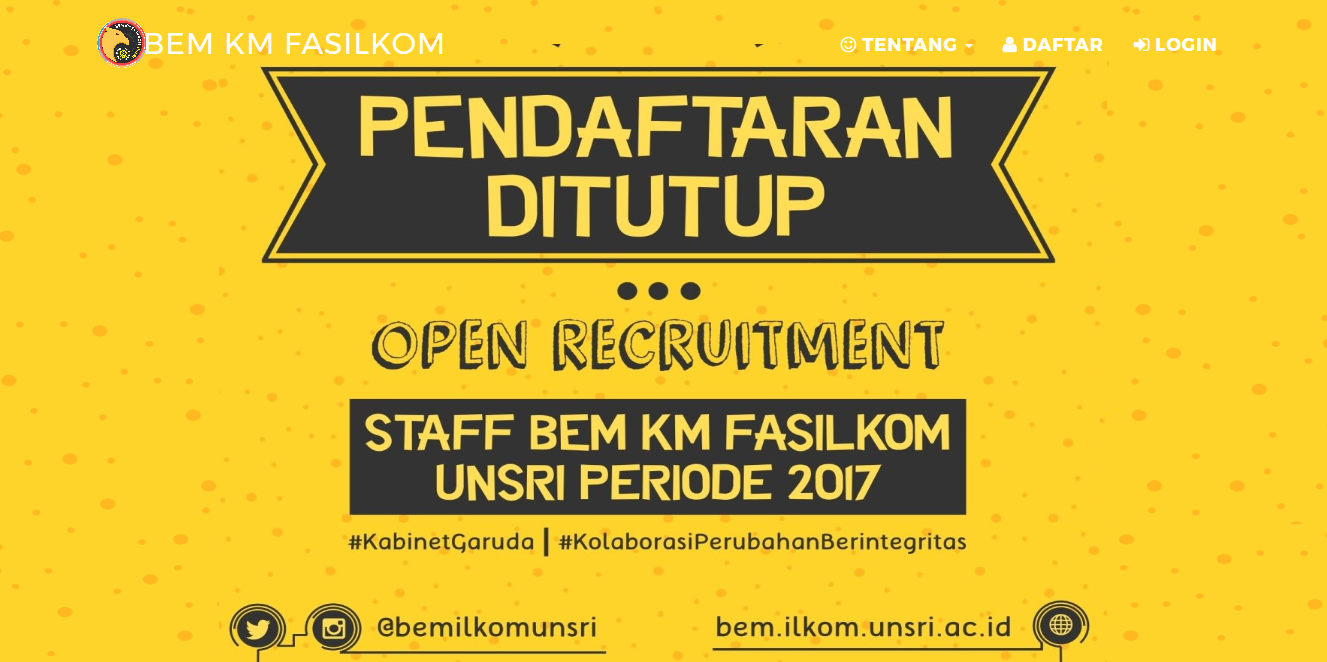 BEM KM FASILKOM
TENTANG
DAFTAR
LOGIN
PENDAFTARAN
DITUTUP
OPEN RECRUITMENT
STAFF BEM KM FASILKOM
UNSRI PERIODE 2017
#KabinetGaruda | #KolaborasiPerubahanBerintegritas
@bemilkomunsri
bem.ilkom.unsri.ac.id